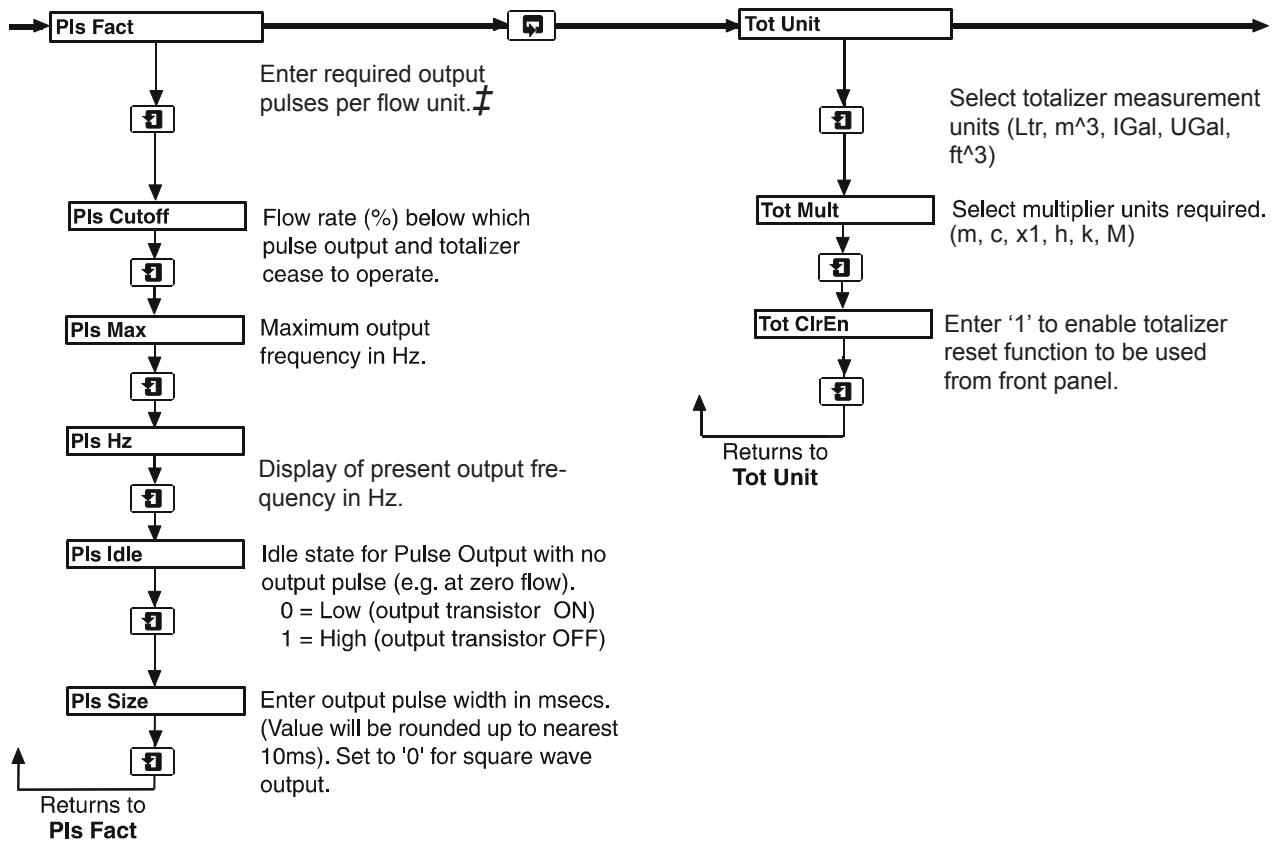 Pls Fact
Enter required output
pulses per flow unit.‡
Pls Cutoff
Flow rate (%) below which
pulse output and totalizer
cease to operate.
Pls Max
Maximum output
frequency in Hz.
Pls Hz
Display of present output fre-
quency in Hz.
Pls Idle
Idle state for Pulse Output with no
output pulse (e.g. at zero flow).
0 = Low (output transistor ON)
1 = High (output transistor OFF)
Pls Size
Enter output pulse width in msecs.
(Value will be rounded up to nearest
10ms). Set to '0' for square wave
output.
Returns to
Pls Fact
Tot Unit
Select totalizer measurement
units (Ltr, m^3, IGal, UGal,
ft^3)
Tot Mult
Select multiplier units required.
(m, c, x1, h, k, M)
Tot ClrEn
Enter ‘1’ to enable totalizer
reset function to be used
from front panel.
Returns to
Tot Unit